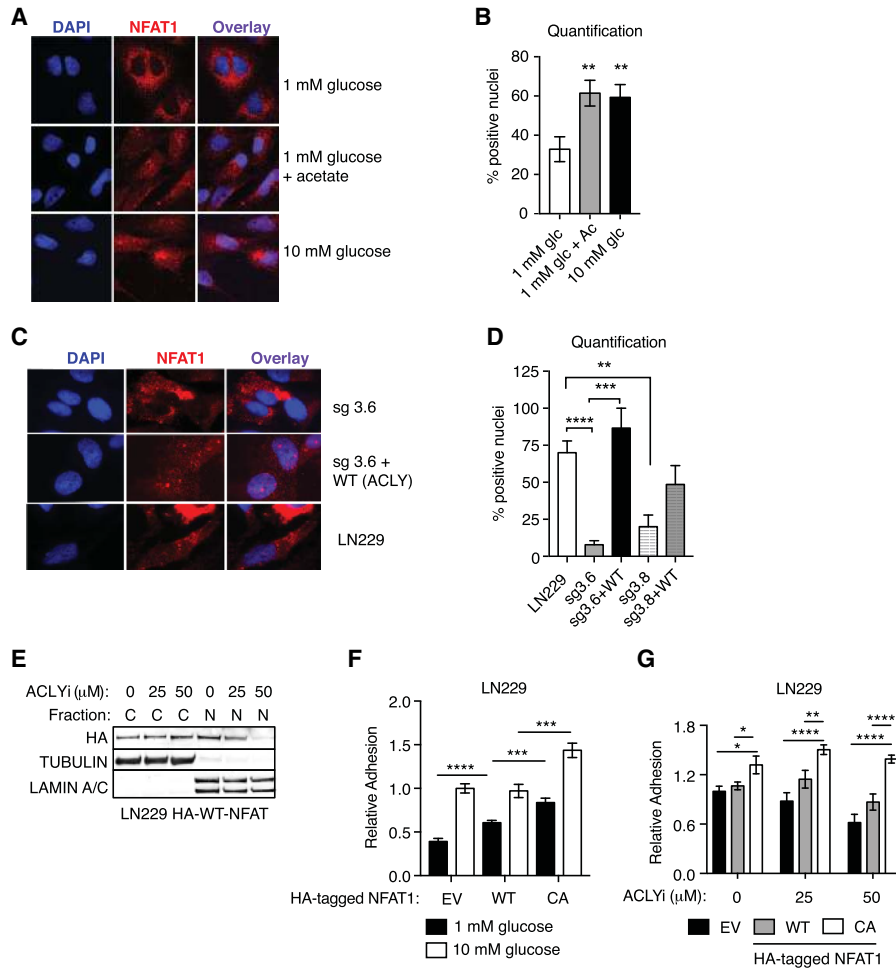 A
DAPI NFAT1 Overlay
1 mM glucose
1 mM glucose
+ acetate
10 mM glucose
B
Quantification
% positive nuclei
80
60
40
20
0
** **
1 mM glc
1 mM glc + Ac
10 mM glc
C
DAPI NFAT1 Overlay
sg 3.6
sg 3.6 +
WT (ACLY)
LN229
D
Quantification
% positive nuclei
125
100
75
50
25
0
**
***
****
LN229
sg3.6
sg3.6+WT
sg3.8
sg3.8+WT
E
ACLYi (μM): 0 25 50 0 25 50
Fraction: C C C N N N
HA
TUBULIN
LAMIN A/C
LN229 HA-WT-NFAT
F
LN229
Relative Adhesion
2.0
1.5
1.0
0.5
0.0
****
***
***
HA-tagged NFAT1: EV WT CA
1 mM glucose
10 mM glucose
G
LN229
Relative Adhesion
1.8
1.2
0.6
0.0
*
*
**
****
****
****
ACLYi (μM): 0 25 50
EV WT CA
HA-tagged NFAT1